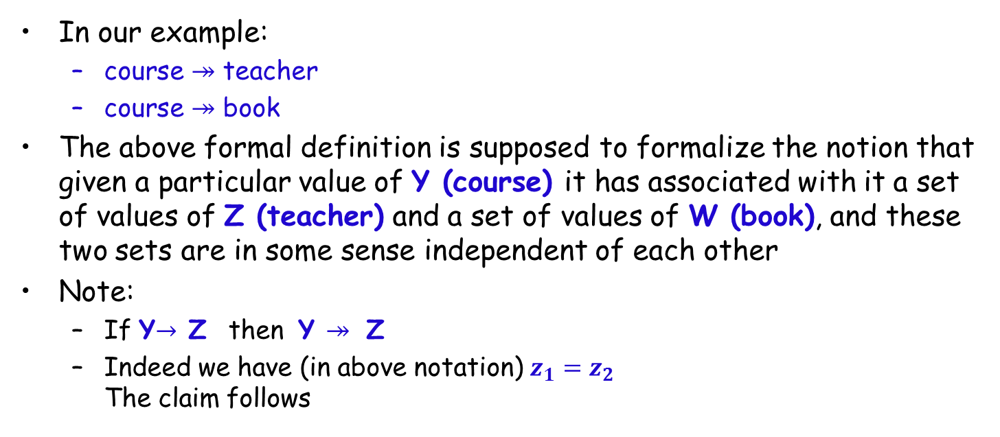 • In our example:
– course ↠ teacher
– course ↠ book
• The above formal definition is supposed to formalize the notion that
given a particular value of Y (course) it has associated with it a set
of values of Z (teacher) and a set of values of W (book), and these
two sets are in some sense independent of each other
• Note:
– If Y→ Z then Y ↠ Z
– Indeed we have (in above notation) z₁ = z₂
The claim follows